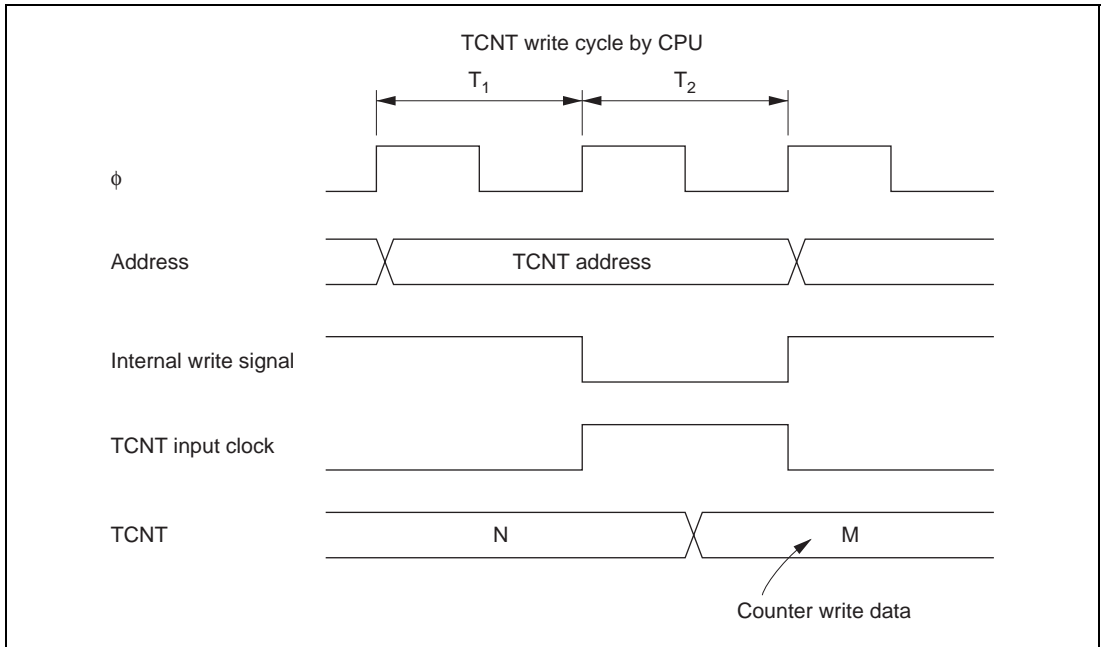 TCNT write cycle by CPU
T1 T2
φ
Address TCNT address
Internal write signal
TCNT input clock
TCNT N M
Counter write data